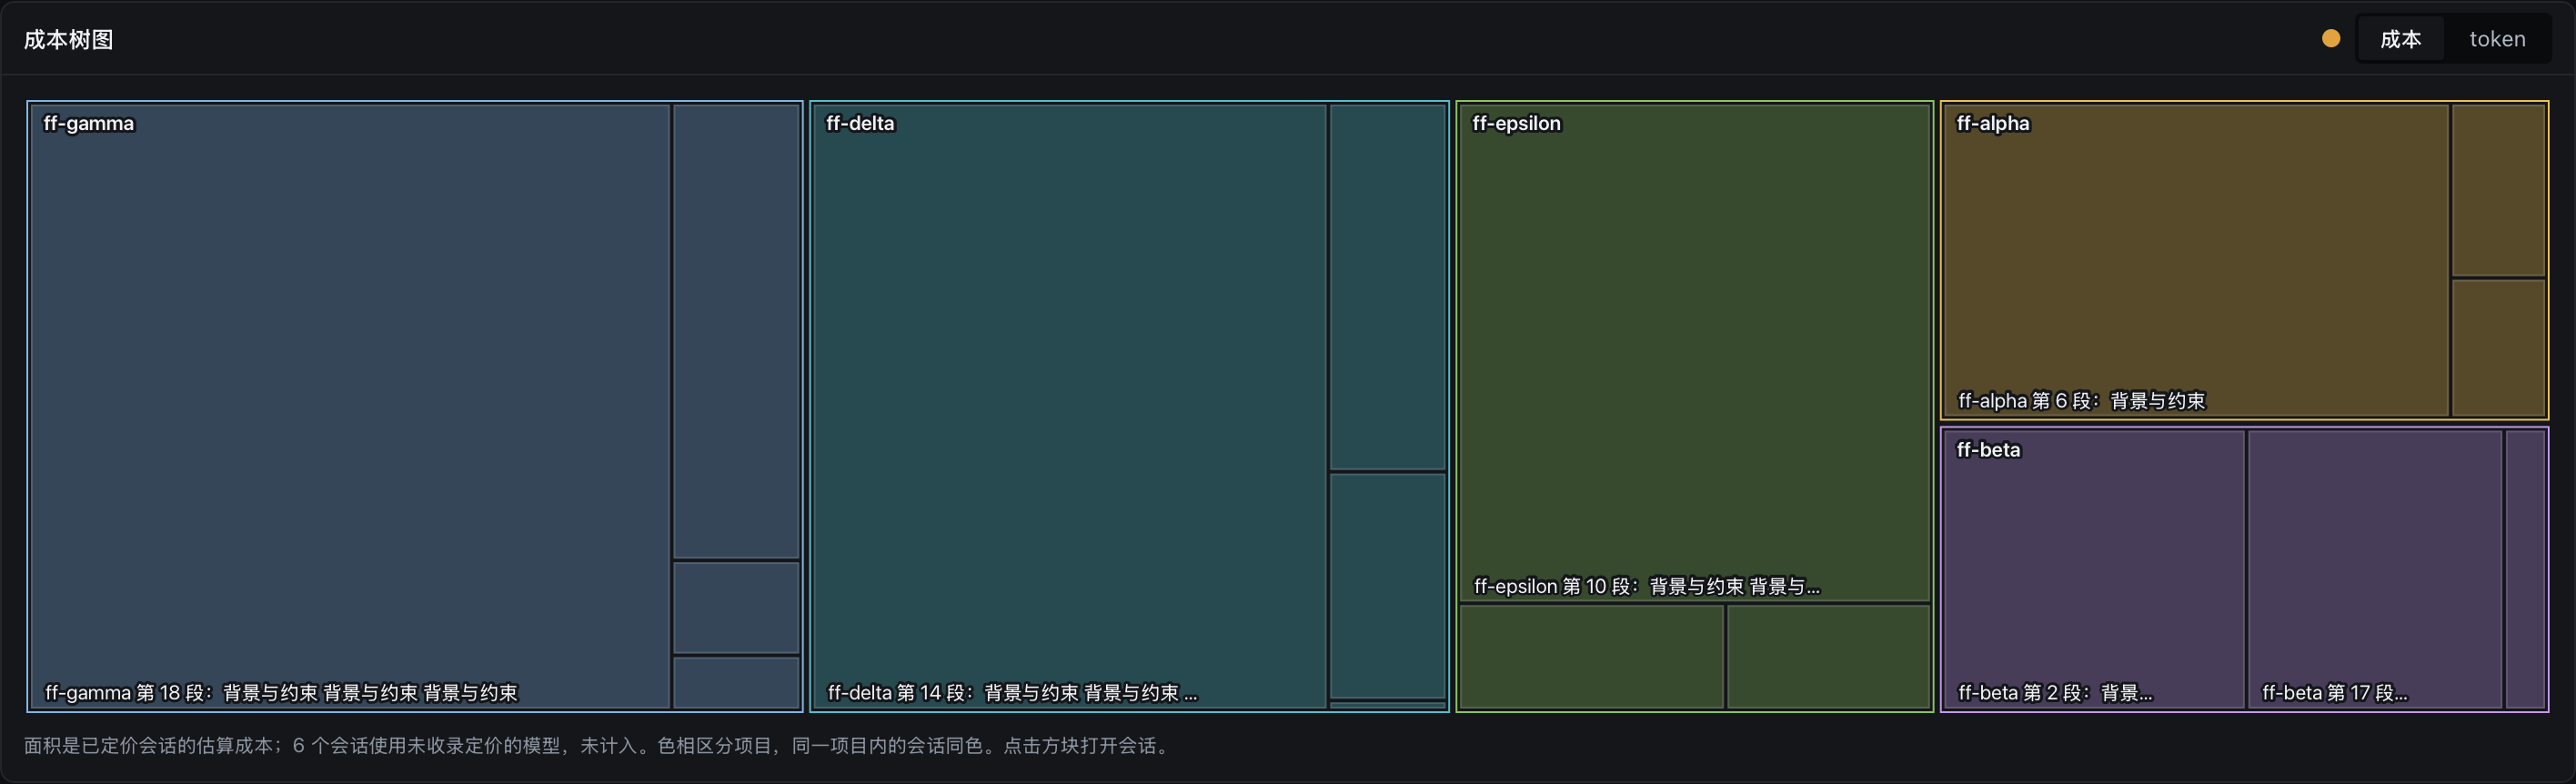 成本树图
成本
token
ff-gamma
ff-delta
ff-epsilon
ff-alpha
ff-alpha 第 6 段：背景与约束
ff-beta
ff-epsilon 第 10 段：背景与约束 背景与...
ff-gamma 第 18 段：背景与约束 背景与约束 背景与约束
ff-delta 第 14 段：背景与约束 背景与约束 ...
ff-beta 第 2 段：背景...
ff-beta 第 17 段...
面积是已定价会话的估算成本；6 个会话使用未收录定价的模型，未计入。色相区分项目，同一项目内的会话同色。点击方块打开会话。